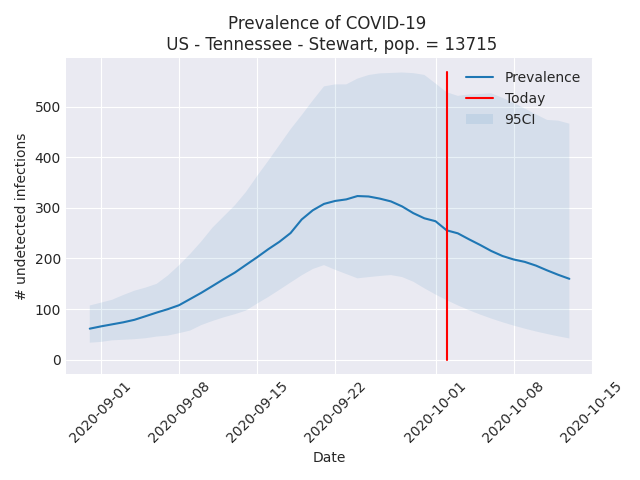 Prevalence of COVID-19
US - Tennessee - Stewart, pop. = 13715
Prevalence
Today
95CI
# undetected infections
500
400
300
200
100
0
2020-09-01
2020-09-08
2020-09-15
2020-09-22
2020-10-01
2020-10-08
2020-10-15
Date